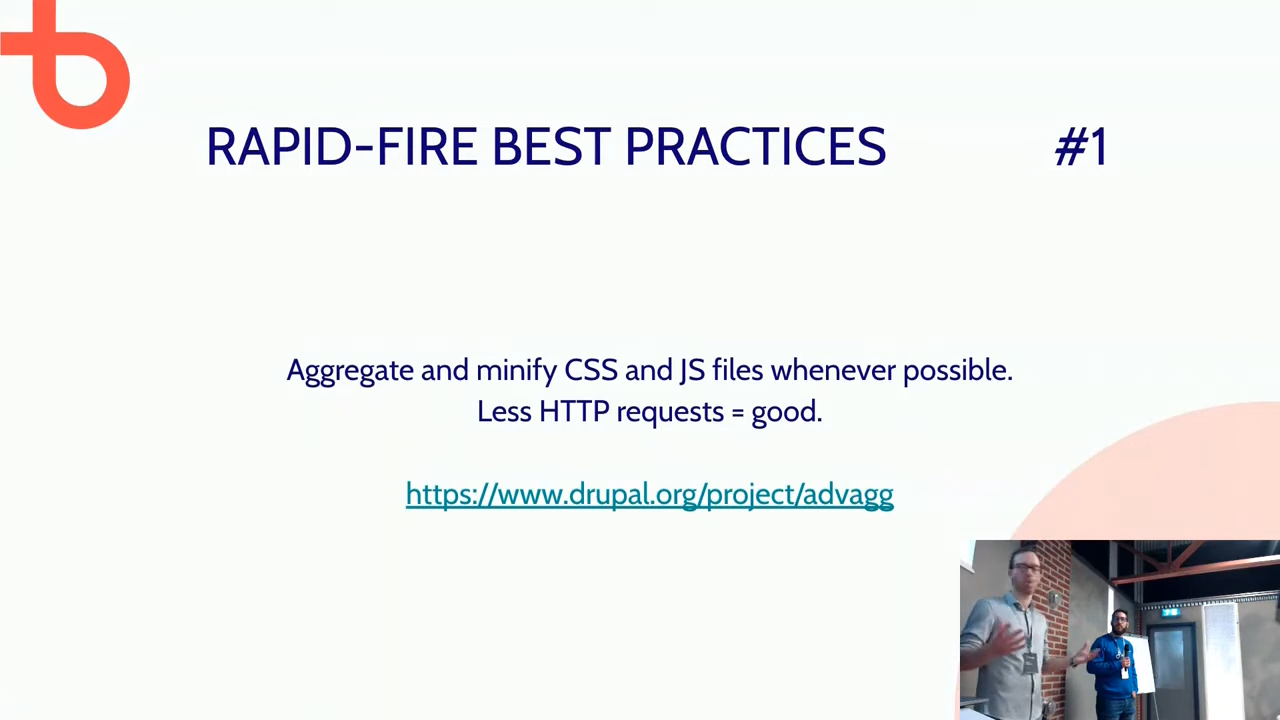 RAPID-FIRE BEST PRACTICES #1
Aggregate and minify CSS and JS files whenever possible.
Less HTTP requests = good.
https://www.drupal.org/project/advagg